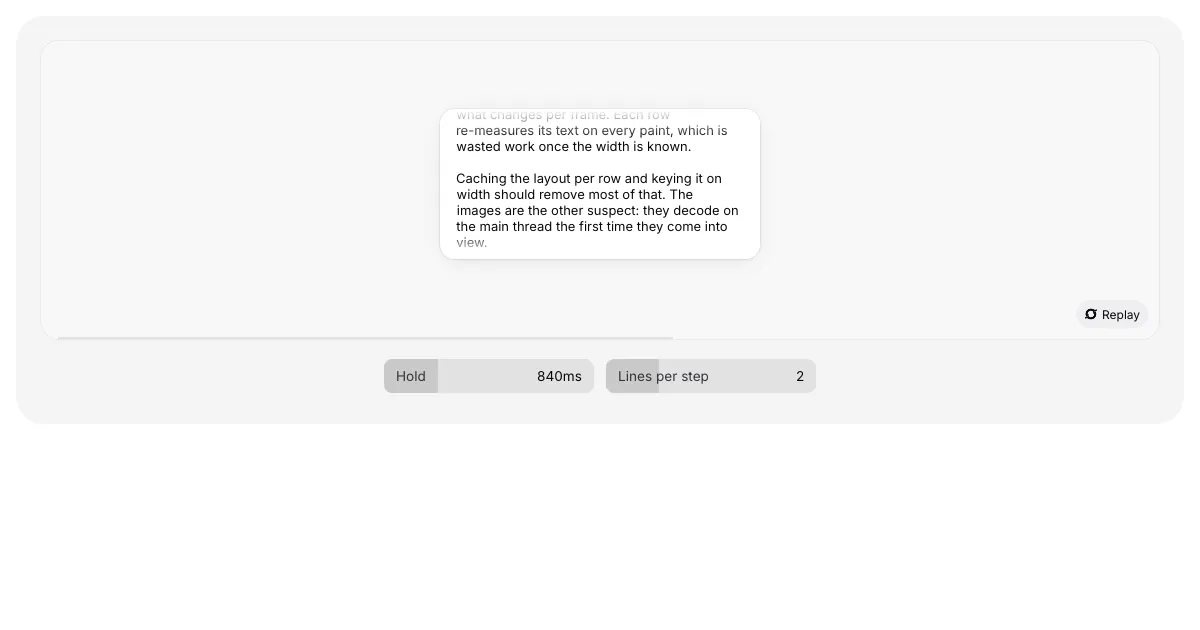 what changes per frame. Each row
re-measures its text on every paint, which is
wasted work once the width is known.
Caching the layout per row and keying it on
width should remove most of that. The
images are the other suspect: they decode on
the main thread the first time they come into
view.
Replay
Hold 840ms
Lines per step 2